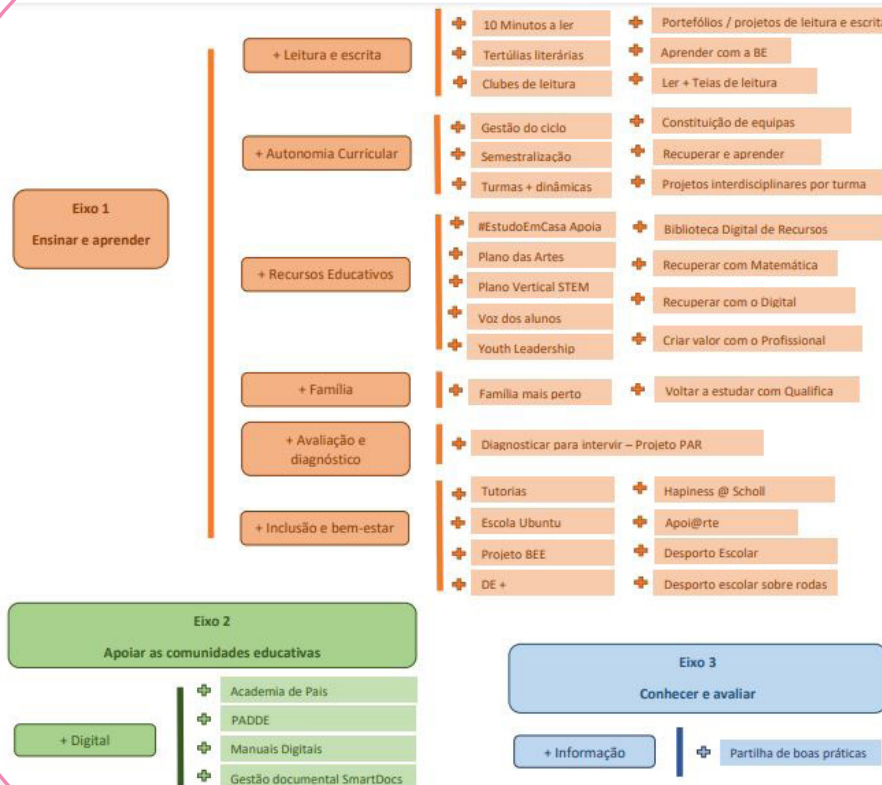 Eixo 1
Ensinar e aprender
+ Leitura e escrita
10 Minutos a ler
Portefólios / projetos de leitura e escrita
Tertúlias literárias
Aprender com a BE
Clubes de leitura
Ler + Teias de leitura
+ Autonomia Curricular
Gestão do ciclo
Constituição de equipas
Semestralização
Recuperar e aprender
Turmas + dinâmicas
Projetos interdisciplinares por turma
+ Recursos Educativos
#EstudoEmCasa Apoia
Biblioteca Digital de Recursos
Plano das Artes
Recuperar com Matemática
Plano Vertical STEM
Recuperar com o Digital
Voz dos alunos
Criar valor com o Profissional
Youth Leadership
+ Família
Família mais perto
Voltar a estudar com Qualifica
+ Avaliação e
diagnóstico
Diagnosticar para intervir – Projeto PAR
+ Inclusão e bem-estar
Tutorias
Hapiness @ Scholl
Escola Ubuntu
Apoi@rte
Projeto BEE
Desporto Escolar
DE +
Desporto escolar sobre rodas
Eixo 2
Apoiar as comunidades educativas
+ Digital
Academia de Pais
PADDE
Manuais Digitais
Gestão documental SmartDocs
Eixo 3
Conhecer e avaliar
+ Informação
Partilha de boas práticas